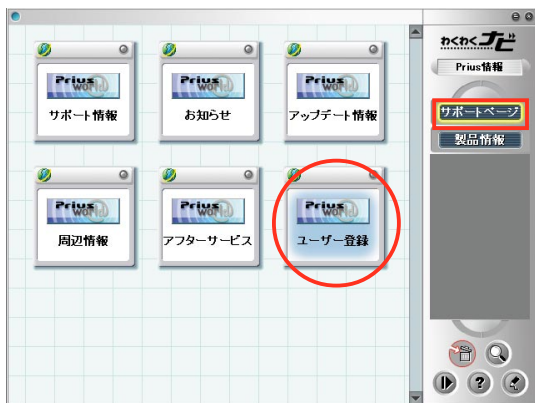 わくわくナビ
Prius情報
サポートページ
製品情報
Prius World
サポート情報
Prius World
お知らせ
Prius World
アップデート情報
Prius World
周辺情報
Prius World
アフターサービス
Prius World
ユーザー登録
?